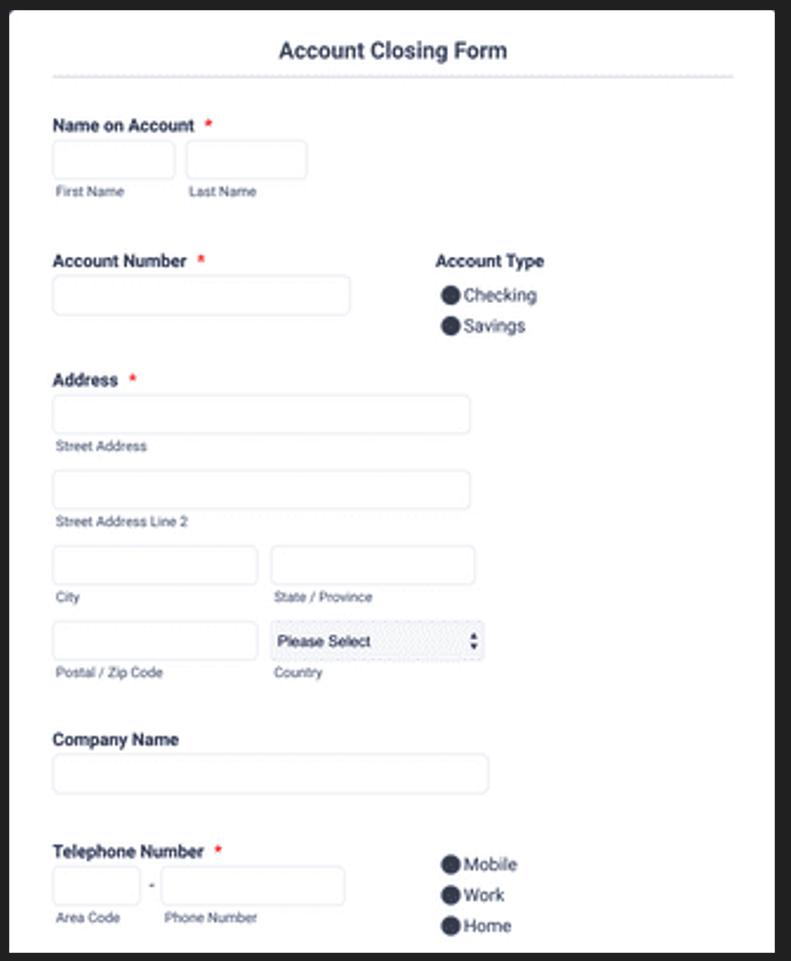 Account Closing Form
Name on Account *
First Name Last Name
Account Number *
Account Type
Checking
Savings
Address *
Street Address
Street Address Line 2
City State / Province
Please Select
Postal / Zip Code Country
Company Name
Telephone Number *
-
Area Code Phone Number
Mobile
Work
Home